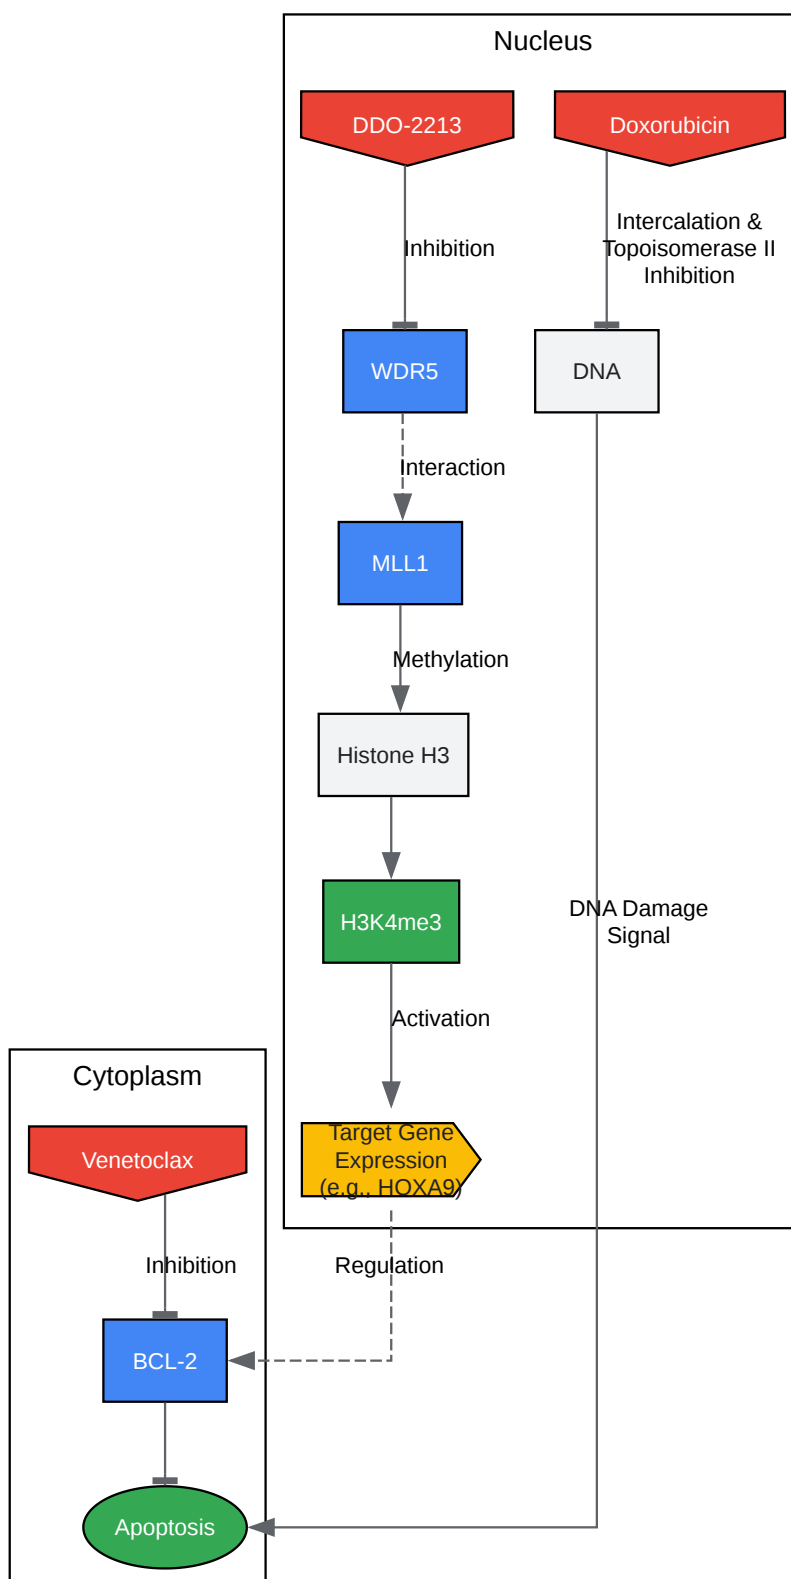 Nucleus
DDO-2213
Doxorubicin
Inhibition
Intercalation &
Topoisomerase II
Inhibition
WDR5
DNA
Interaction
MLL1
Methylation
Histone H3
H3K4me3
DNA Damage
Signal
Activation
Cytoplasm
Venetoclax
Target Gene
Expression
(e.g., HOXA9)
Inhibition
Regulation
BCL-2
Apoptosis